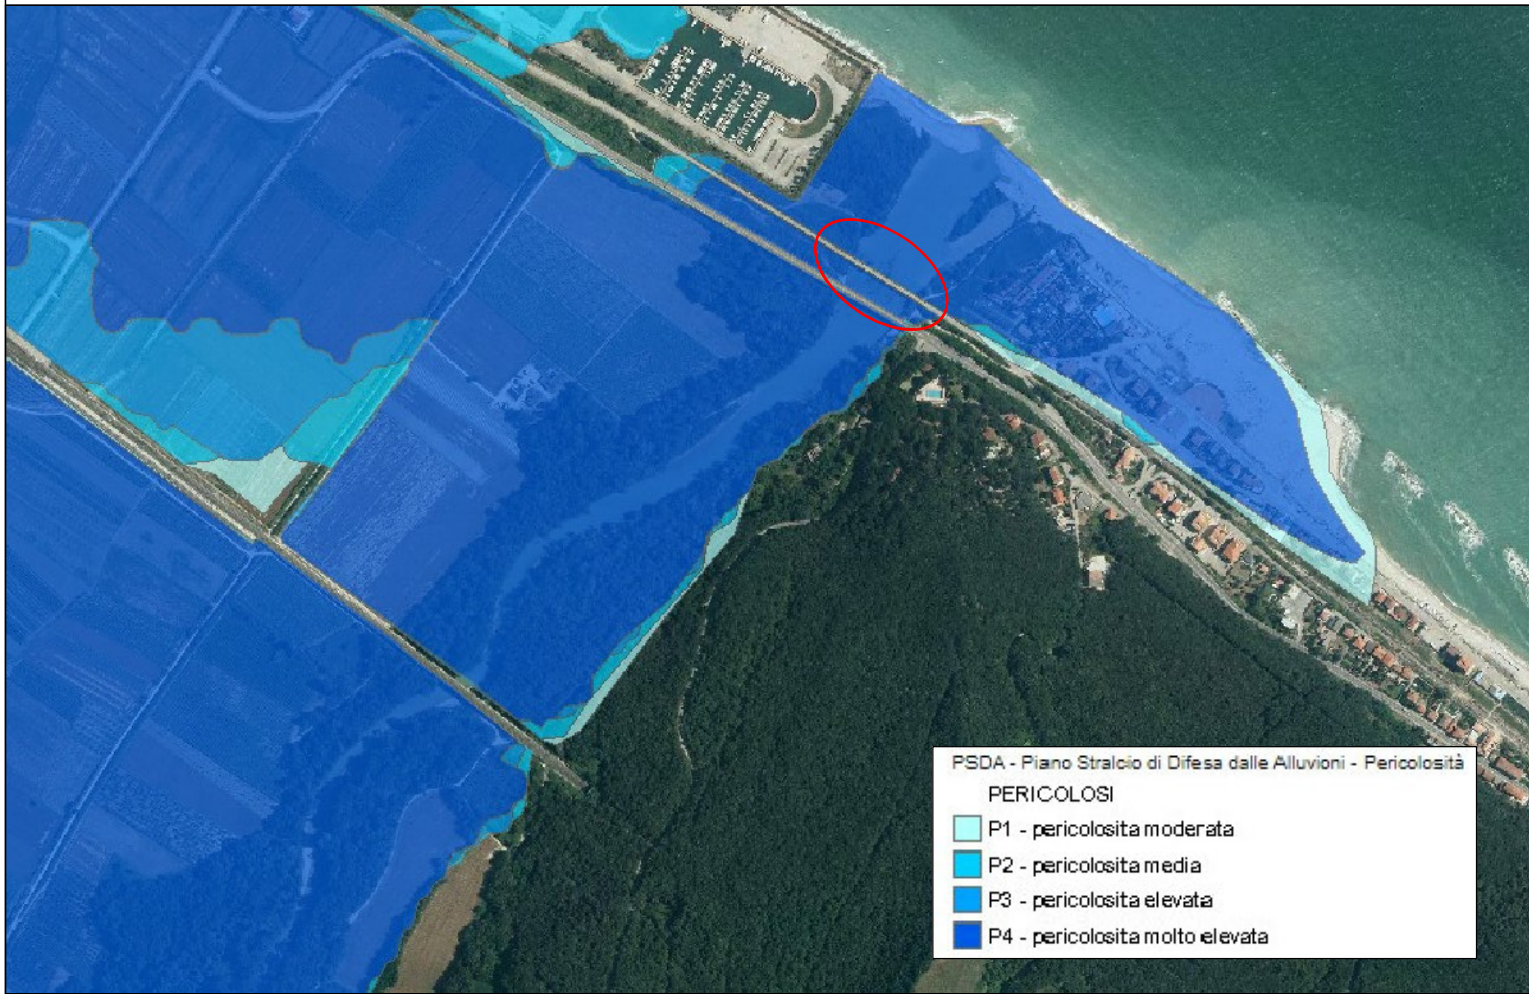 PSDA - Piano Stralcio di Difesa dalle Alluvioni - Pericolosità
PERICOLOSI
P1 - pericolosita moderata
P2 - pericolosita media
P3 - pericolosita elevata
P4 - pericolosita molto elevata